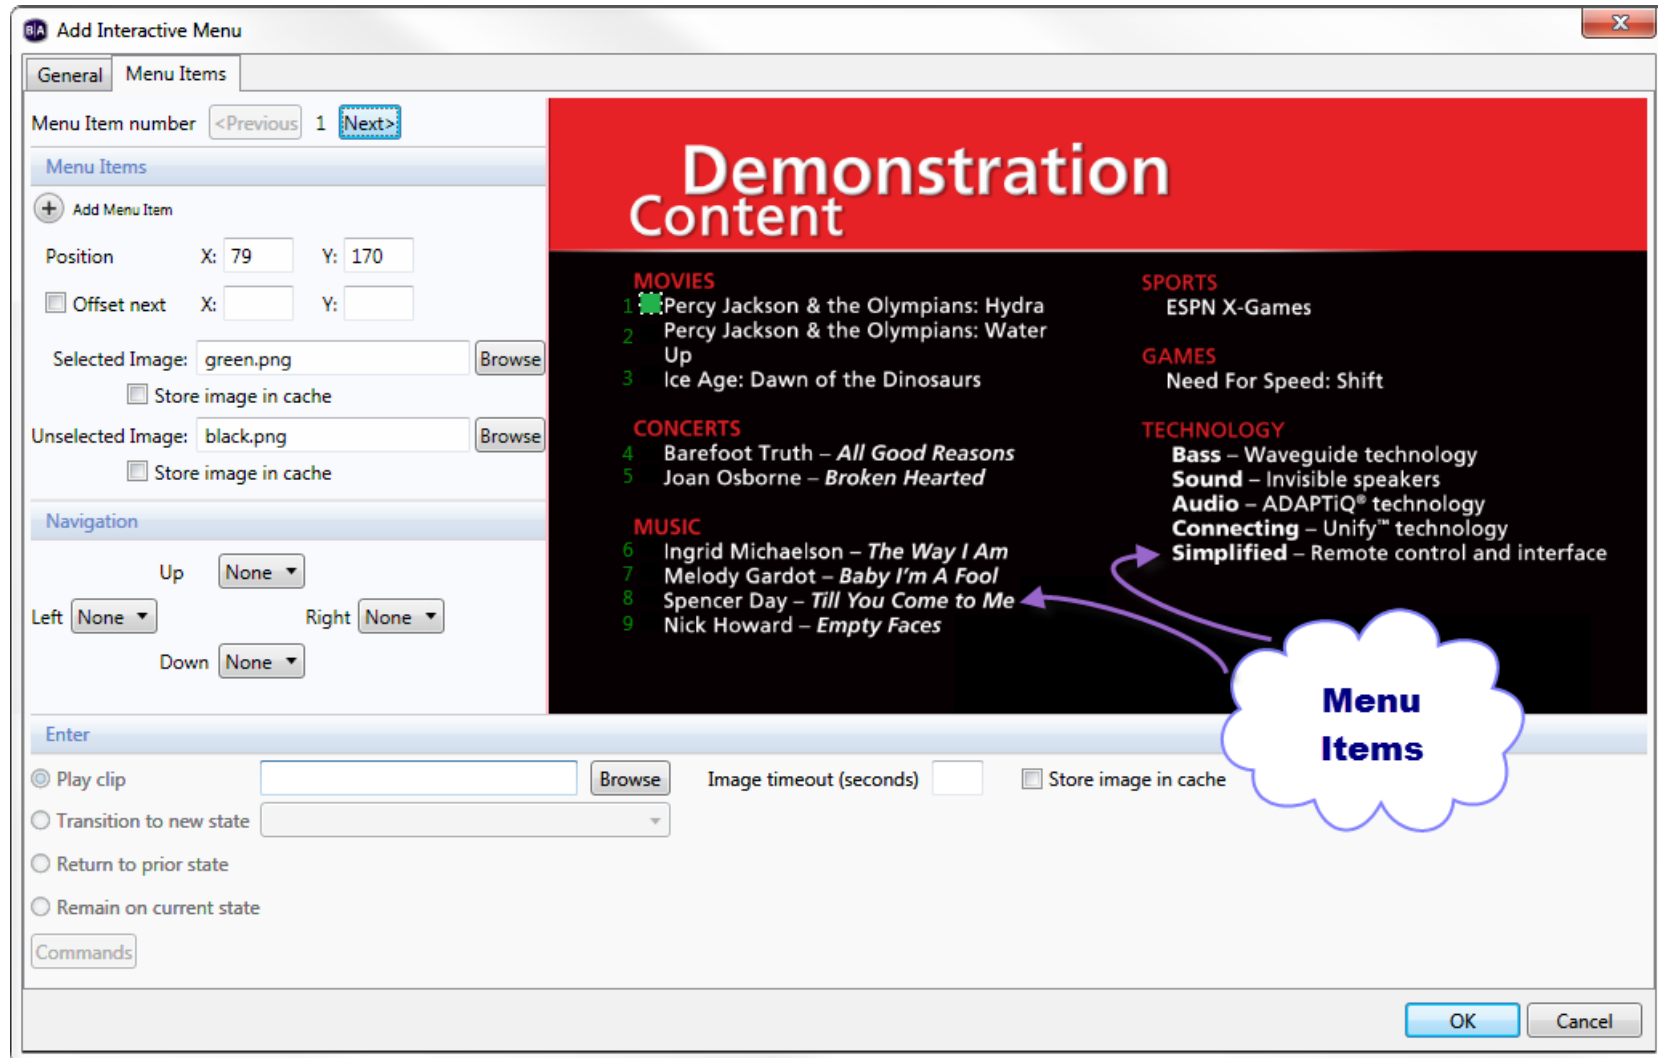 BA Add Interactive Menu
X
General Menu Items
Menu Item number <Previous 1 Next>
Menu Items
+ Add Menu Item
Position X: 79 Y: 170
Offset next X: Y:
Selected Image: green.png Browse
Store image in cache
Unselected Image: black.png Browse
Store image in cache
Navigation
Up None
Left None Right None
Down None
Demonstration
Content
MOVIES
1 Percy Jackson & the Olympians: Hydra
2 Percy Jackson & the Olympians: Water
Up
3 Ice Age: Dawn of the Dinosaurs
CONCERTS
4 Barefoot Truth – All Good Reasons
5 Joan Osborne – Broken Hearted
MUSIC
6 Ingrid Michaelson – The Way I Am
7 Melody Gardot – Baby I'm A Fool
8 Spencer Day – Till You Come to Me
9 Nick Howard – Empty Faces
SPORTS
ESPN X-Games
GAMES
Need For Speed: Shift
TECHNOLOGY
Bass – Waveguide technology
Sound – Invisible speakers
Audio – ADAPTiQ® technology
Connecting – Unify™ technology
Simplified – Remote control and interface
Menu
Items
Enter
Play clip Browse Image timeout (seconds) Store image in cache
Transition to new state
Return to prior state
Remain on current state
Commands
OK Cancel